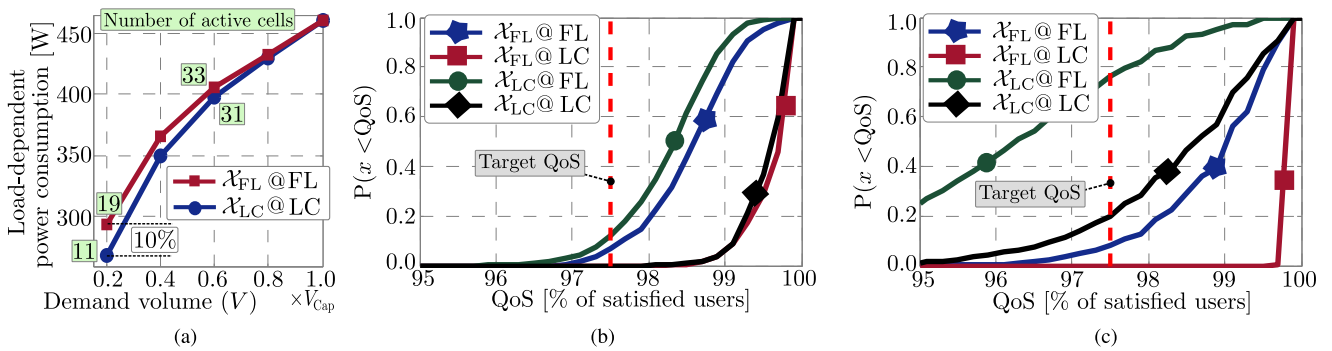 Number of active cells
Load-dependent
power consumption [W]
450
400
350
300
33
31
19
11
10%
𝒳FL@FL
𝒳LC@LC
0.2 0.4 0.6 0.8 1.0
Demand volume (V) ×VCap
(a)
P(x <QoS)
1.0
0.8
0.6
0.4
0.2
0.0
𝒳FL@ FL
𝒳FL@ LC
𝒳LC@ FL
𝒳LC@ LC
Target QoS
95 96 97 98 99 100
QoS [% of satisfied users]
(b)
P(x <QoS)
1.0
0.8
0.6
0.4
0.2
0.0
𝒳FL@ FL
𝒳FL@ LC
𝒳LC@ FL
𝒳LC@ LC
Target QoS
95 96 97 98 99 100
QoS [% of satisfied users]
(c)